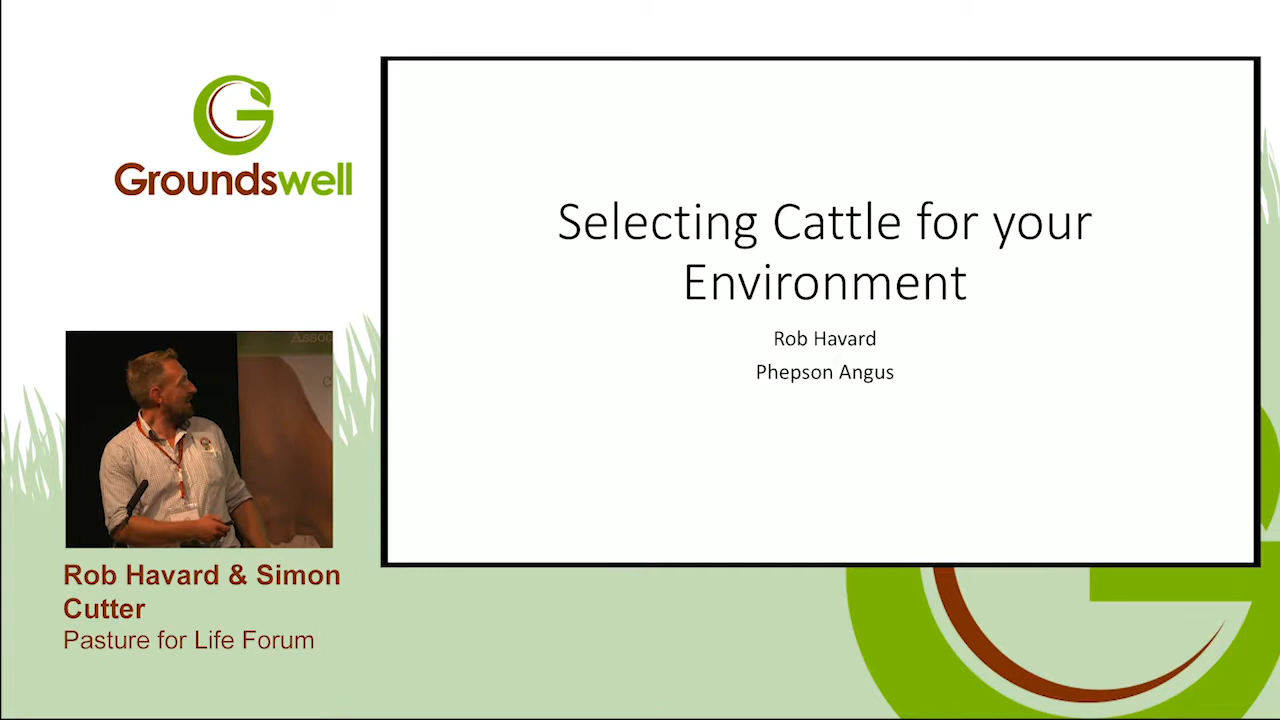 Groundswell
Selecting Cattle for your
Environment
Rob Havard
Phepson Angus
Rob Havard & Simon
Cutter
Pasture for Life Forum